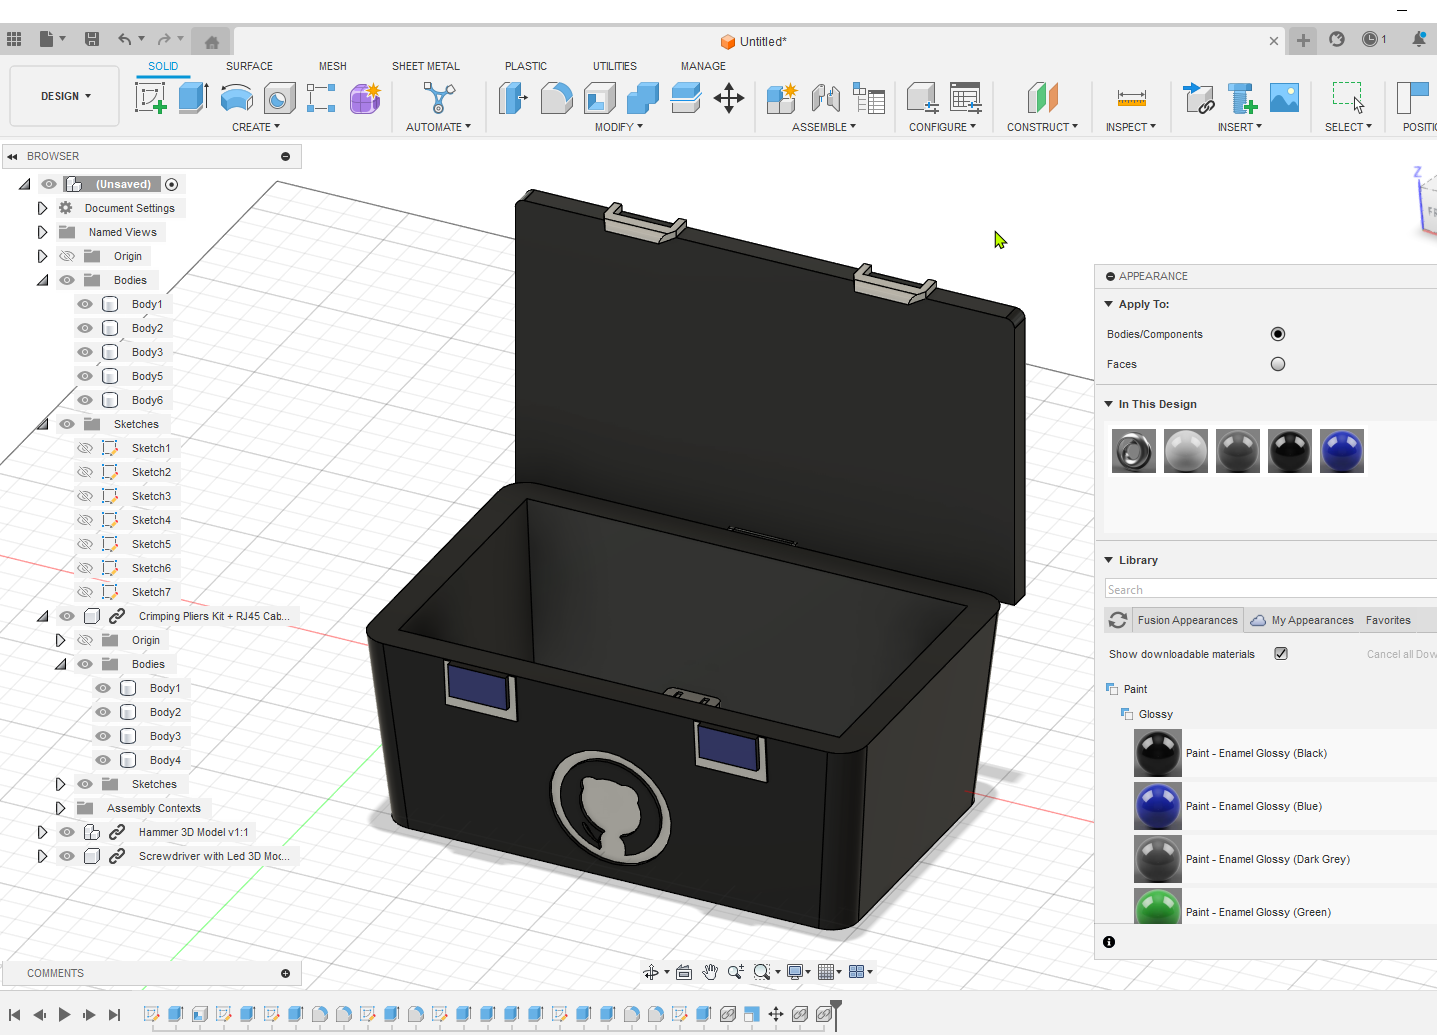 Untitled*
1
DESIGN
SOLID
SURFACE
MESH
SHEET METAL
PLASTIC
UTILITIES
MANAGE
CREATE
AUTOMATE
MODIFY
ASSEMBLE
CONFIGURE
CONSTRUCT
INSPECT
INSERT
SELECT
POSITI
BROWSER
(Unsaved)
Document Settings
Named Views
Origin
Bodies
Body1
Body2
Body3
Body5
Body6
Sketches
Sketch1
Sketch2
Sketch3
Sketch4
Sketch5
Sketch6
Sketch7
Crimping Pliers Kit + RJ45 Cab...
Origin
Bodies
Body1
Body2
Body3
Body4
Sketches
Assembly Contexts
Hammer 3D Model v1:1
Screwdriver with Led 3D Moc...
COMMENTS
Z
APPEARANCE
Apply To:
Bodies/Components
Faces
In This Design
Library
Search
Fusion Appearances
My Appearances
Favorites
Show downloadable materials
Cancel all Dow
Paint
Glossy
Paint - Enamel Glossy (Black)
Paint - Enamel Glossy (Blue)
Paint - Enamel Glossy (Dark Grey)
Paint - Enamel Glossy (Green)